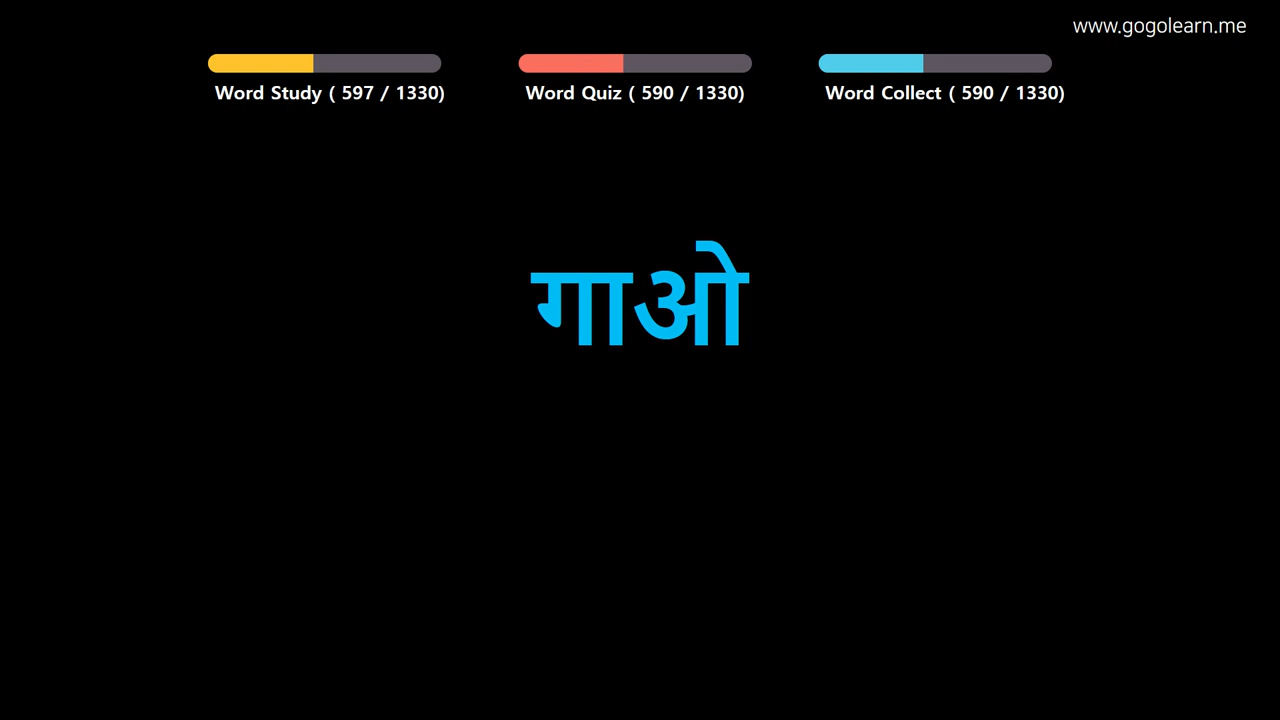 www.gogolearn.me
Word Study ( 597 / 1330)
Word Quiz ( 590 / 1330)
Word Collect ( 590 / 1330)
गाओ